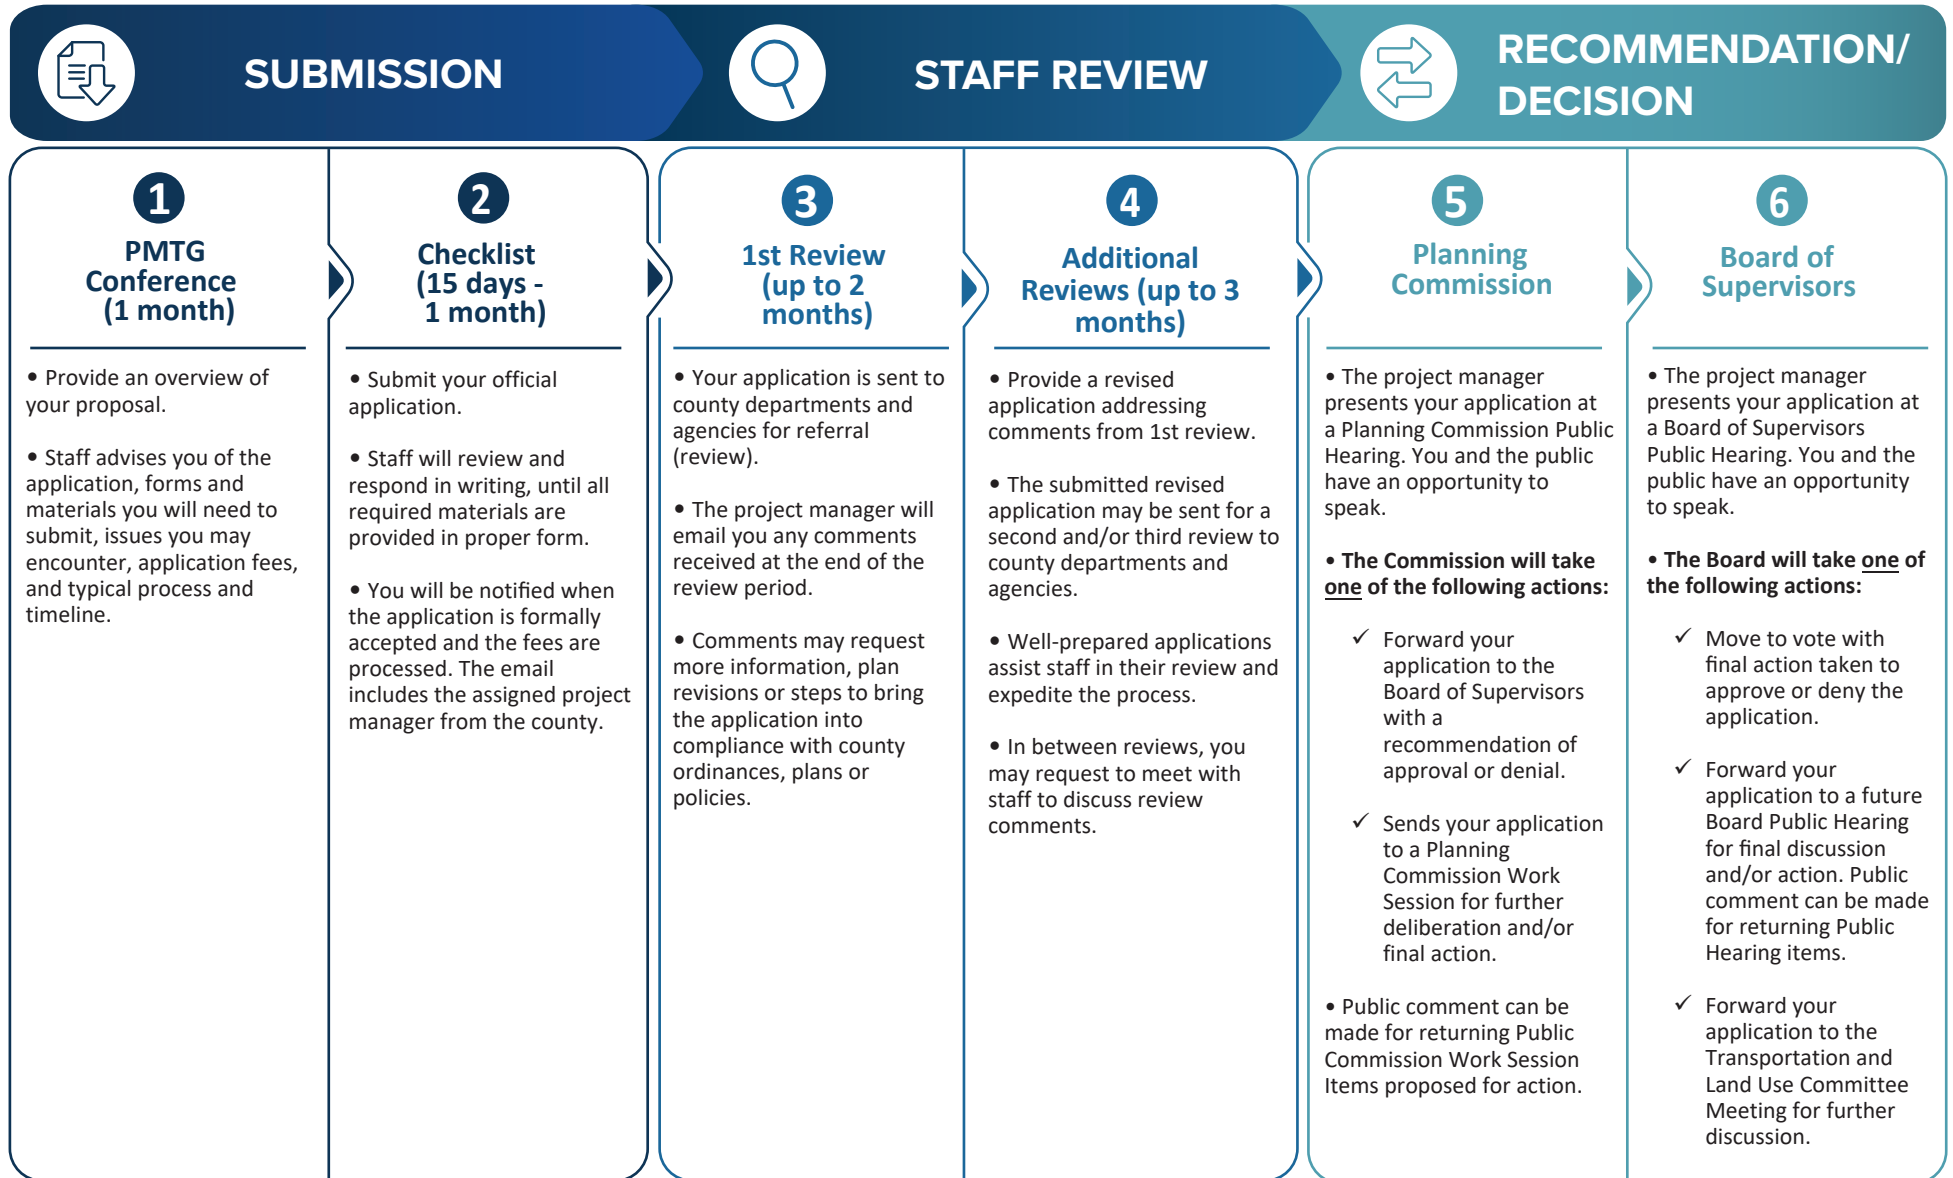 SUBMISSION
STAFF REVIEW
RECOMMENDATION/
DECISION
1
PMTG
Conference
(1 month)
• Provide an overview of
your proposal.
• Staff advises you of the
application, forms and
materials you will need to
submit, issues you may
encounter, application fees,
and typical process and
timeline.
2
Checklist
(15 days -
1 month)
• Submit your official
application.
• Staff will review and
respond in writing, until all
required materials are
provided in proper form.
• You will be notified when
the application is formally
accepted and the fees are
processed. The email
includes the assigned project
manager from the county.
3
1st Review
(up to 2
months)
• Your application is sent to
county departments and
agencies for referral
(review).
• The project manager will
email you any comments
received at the end of the
review period.
• Comments may request
more information, plan
revisions or steps to bring
the application into
compliance with county
ordinances, plans or
policies.
4
Additional
Reviews (up to 3
months)
• Provide a revised
application addressing
comments from 1st review.
• The submitted revised
application may be sent for a
second and/or third review to
county departments and
agencies.
• Well-prepared applications
assist staff in their review and
expedite the process.
• In between reviews, you
may request to meet with
staff to discuss review
comments.
5
Planning
Commission
• The project manager
presents your application at
a Planning Commission Public
Hearing. You and the public
have an opportunity to
speak.
• The Commission will take
one of the following actions:
✓ Forward your
application to the
Board of Supervisors
with a
recommendation of
approval or denial.
✓ Sends your application
to a Planning
Commission Work
Session for further
deliberation and/or
final action.
• Public comment can be
made for returning Public
Commission Work Session
Items proposed for action.
6
Board of
Supervisors
• The project manager
presents your application at
a Board of Supervisors
Public Hearing. You and the
public have an opportunity
to speak.
• The Board will take one of
the following actions:
✓ Move to vote with
final action taken to
approve or deny the
application.
✓ Forward your
application to a future
Board Public Hearing
for final discussion
and/or action. Public
comment can be made
for returning Public
Hearing items.
✓ Forward your
application to the
Transportation and
Land Use Committee
Meeting for further
discussion.